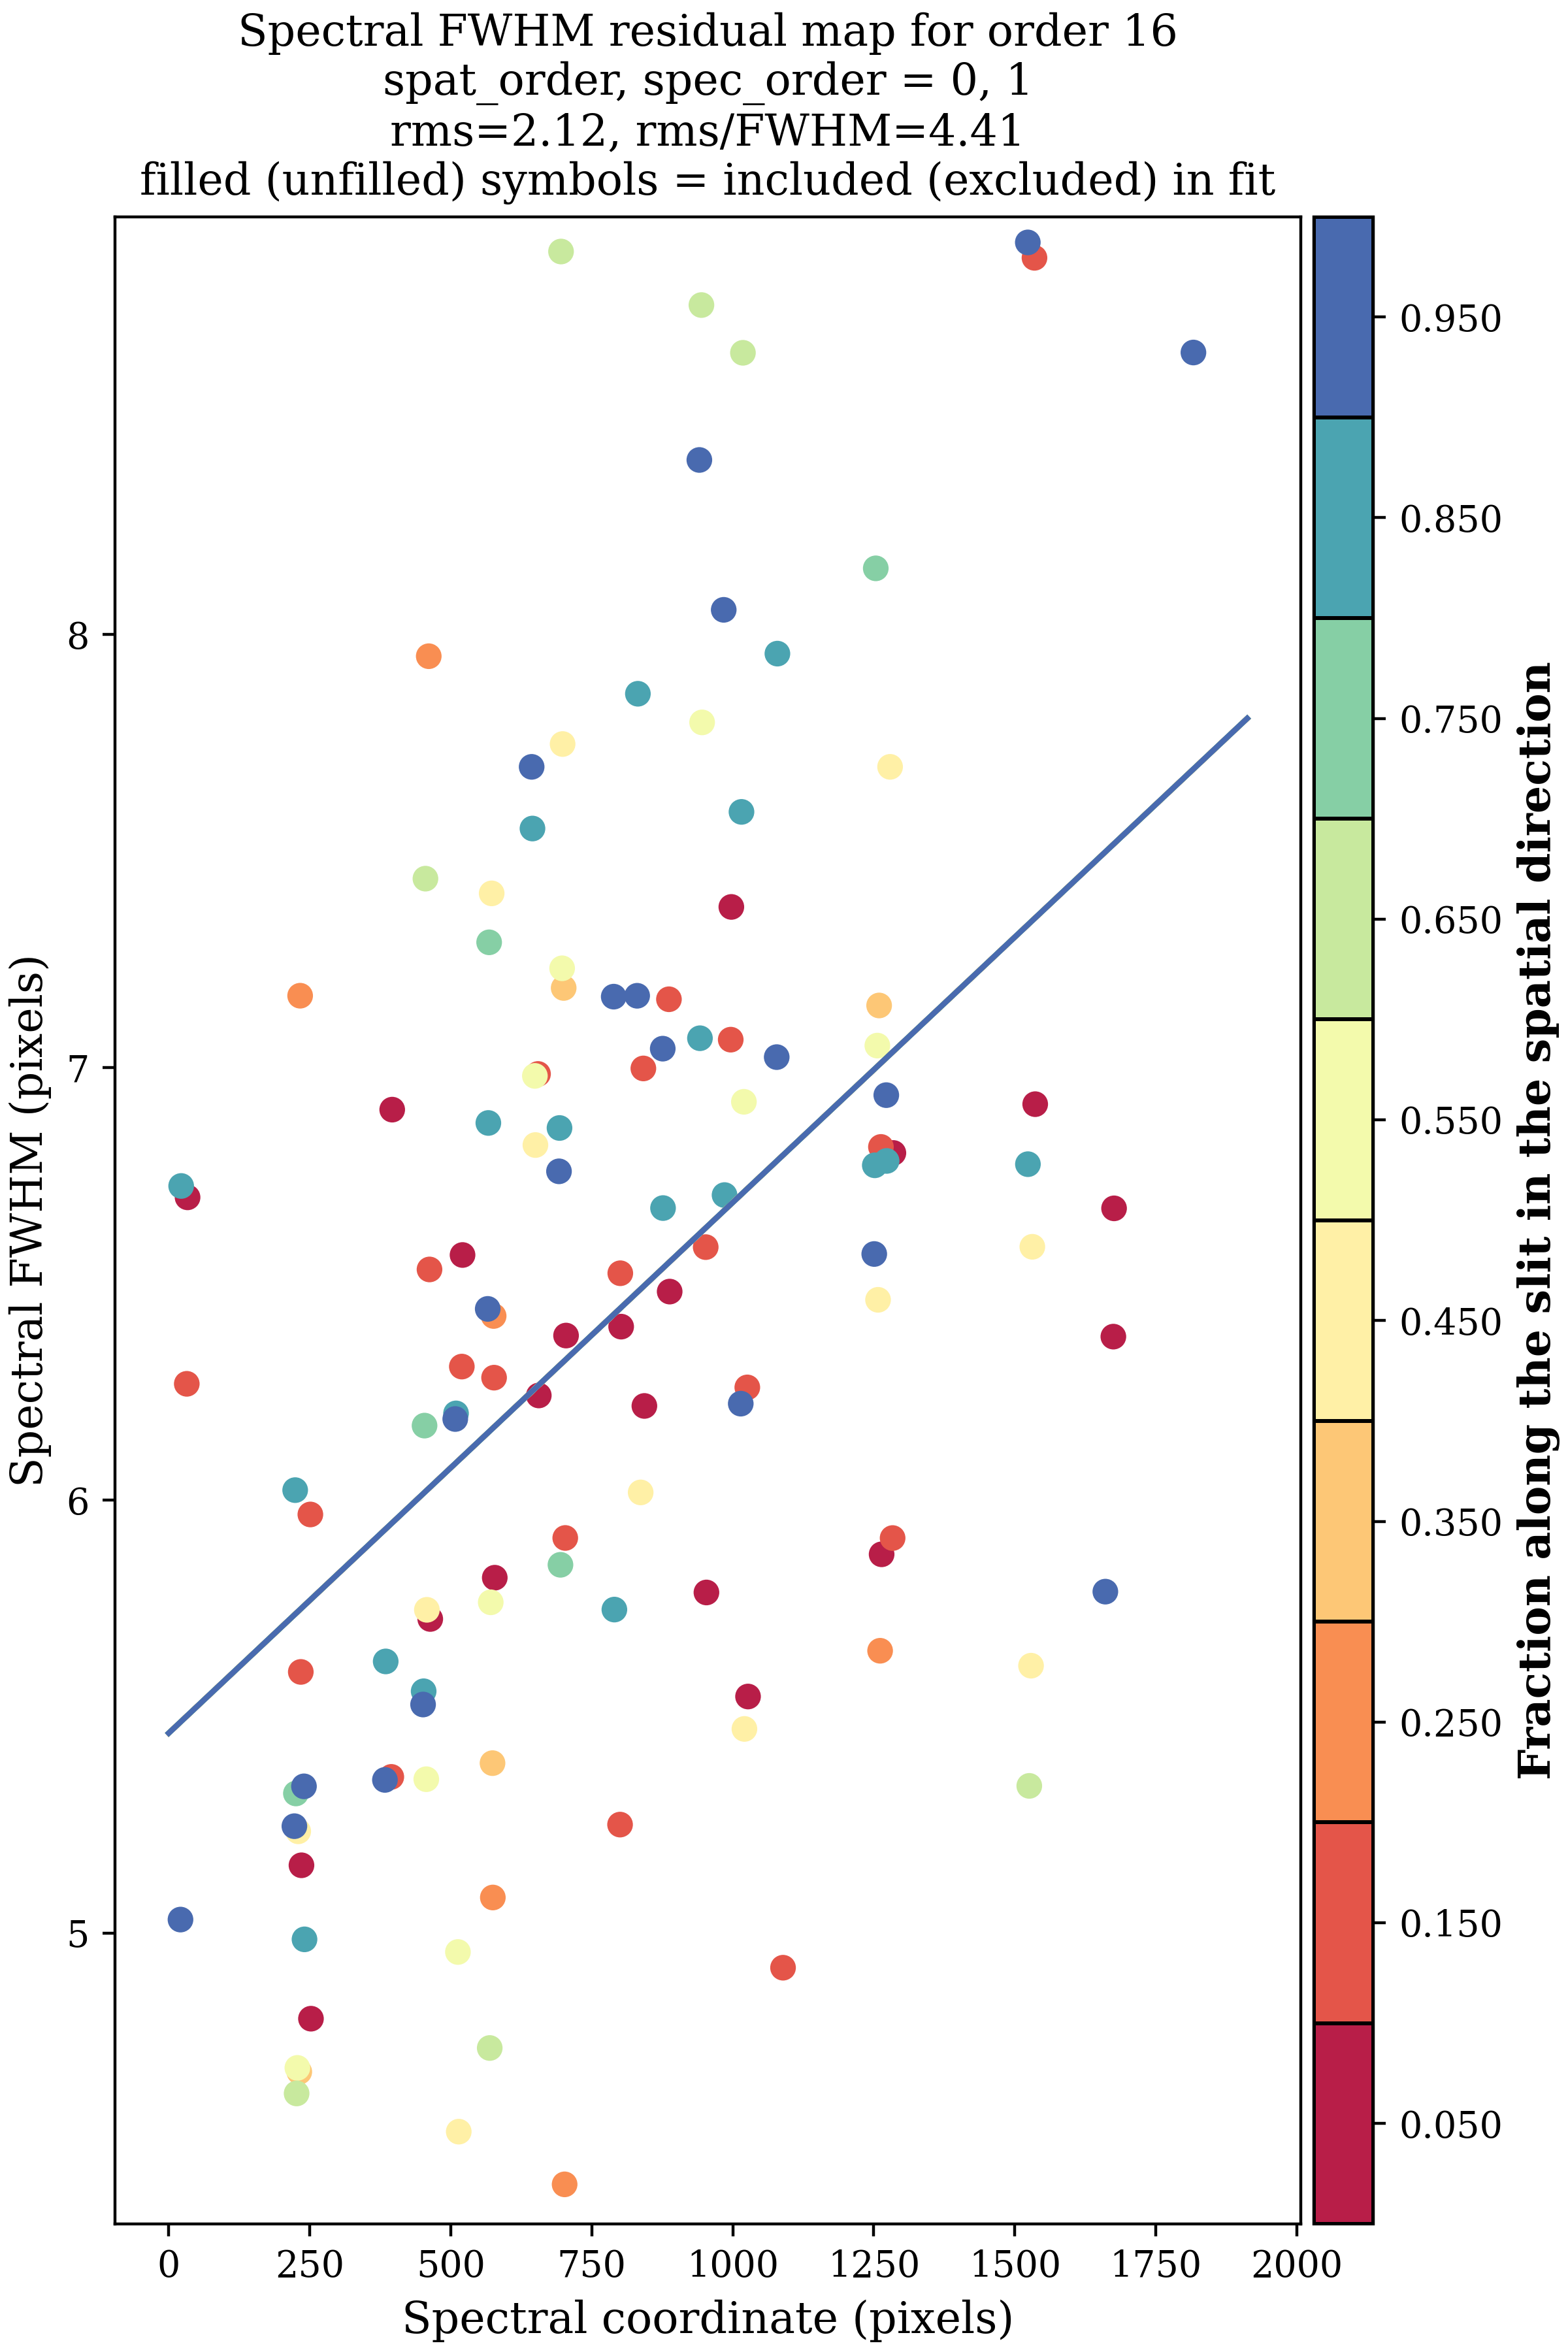 Spectral FWHM residual map for order 16
spat_order, spec_order = 0, 1
rms=2.12, rms/FWHM=4.41
filled (unfilled) symbols = included (excluded) in fit
Spectral FWHM (pixels)
8
7
6
5
0 250 500 750 1000 1250 1500 1750 2000
Spectral coordinate (pixels)
0.950
0.850
0.750
0.650
0.550
0.450
0.350
0.250
0.150
0.050
Fraction along the slit in the spatial direction